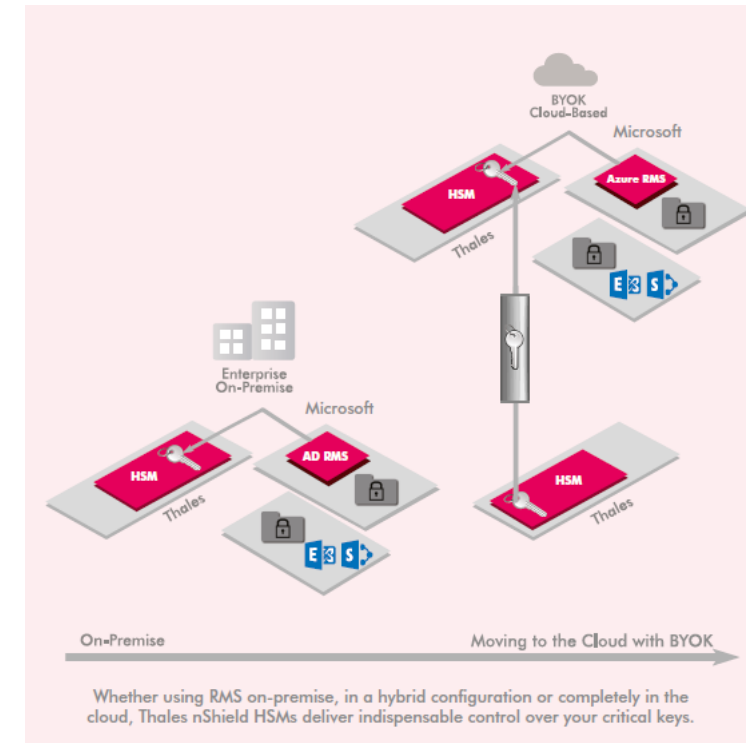 BYOK
Cloud-Based
Microsoft
HSM
Azure RMS
Thales
E
S
Enterprise
On-Premise
Microsoft
HSM
AD RMS
Thales
E
S
HSM
Thales
On-Premise
Moving to the Cloud with BYOK
Whether using RMS on-premise, in a hybrid configuration or completely in the
cloud, Thales nShield HSMs deliver indispensable control over your critical keys.